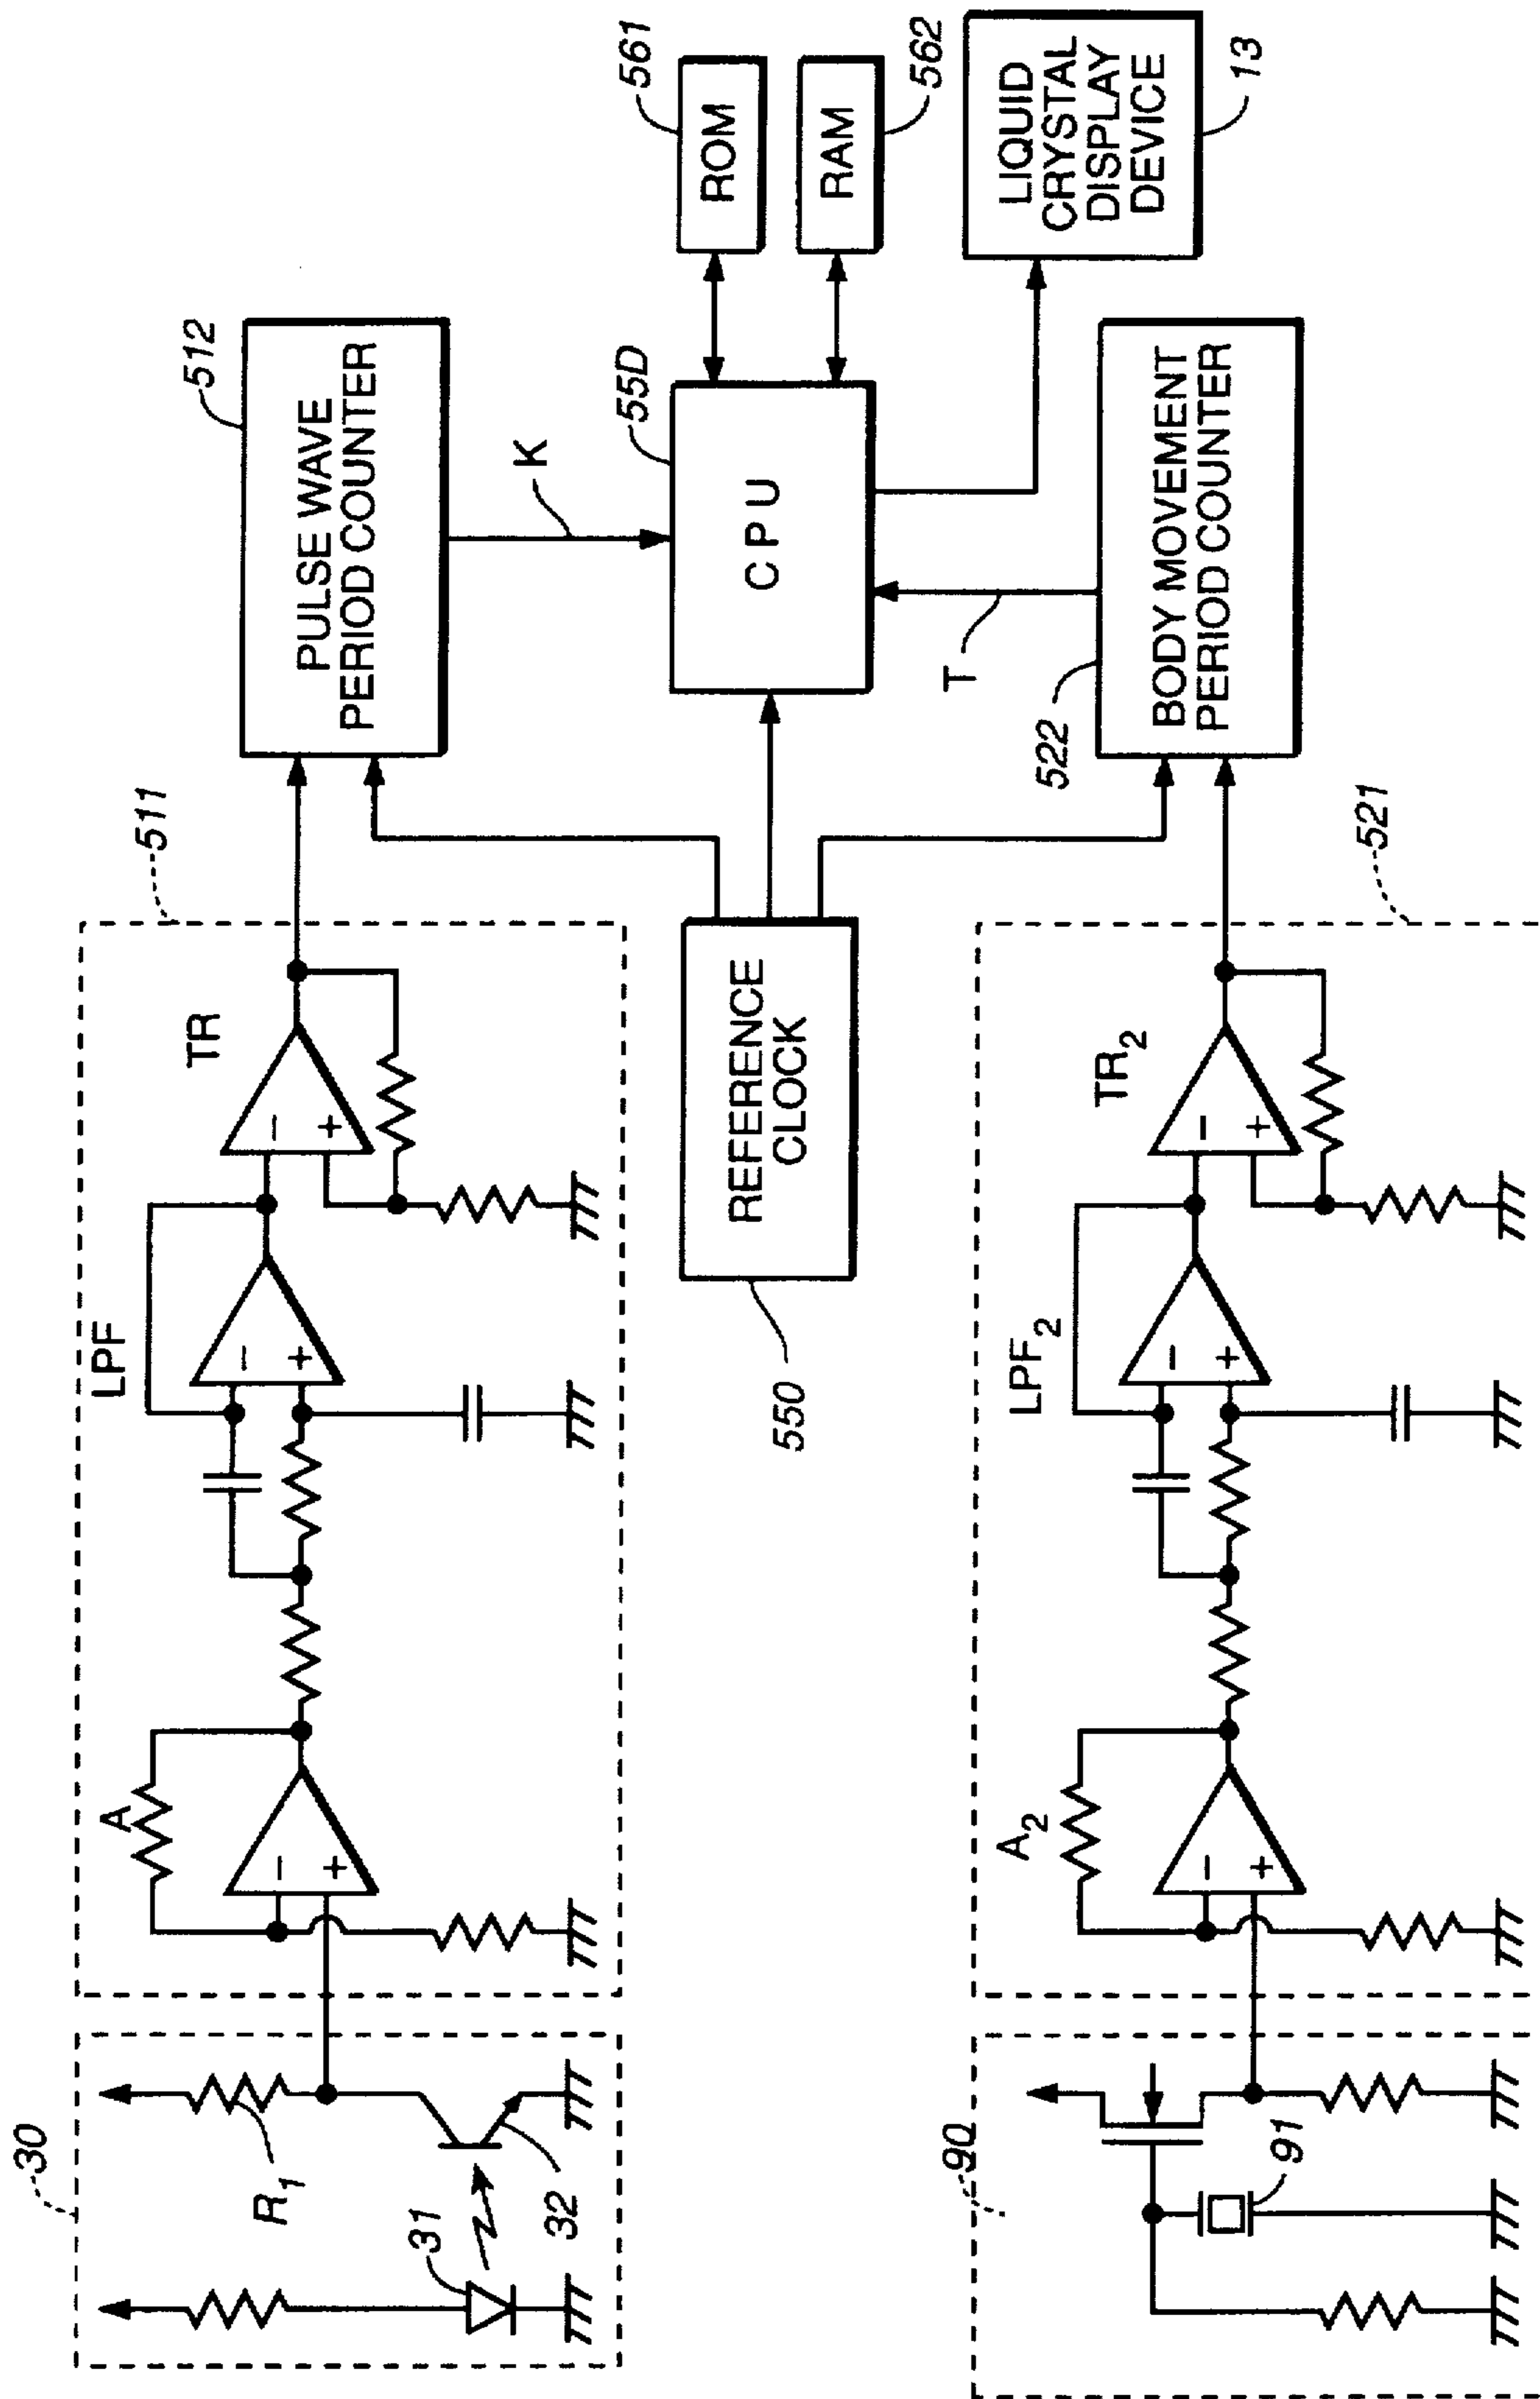 30
R1
31
32
A
LPF
TR
511
PULSE WAVE
PERIOD COUNTER
512
K
REFERENCE
CLOCK
550
C P U
55D
ROM
561
RAM
562
LIQUID
CRYSTAL
DISPLAY
DEVICE
13
T
BODY MOVEMENT
PERIOD COUNTER
522
90
91
A2
LPF2
TR2
521
−
+
−
+
−
+
−
+
−
+
−
+